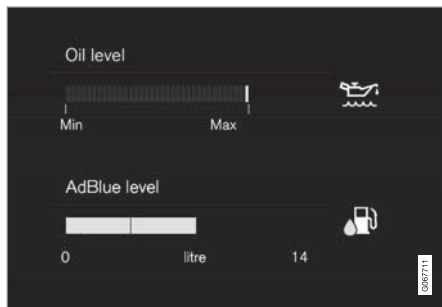 Oil level
Min Max
AdBlue level
0 litre 14
G067711